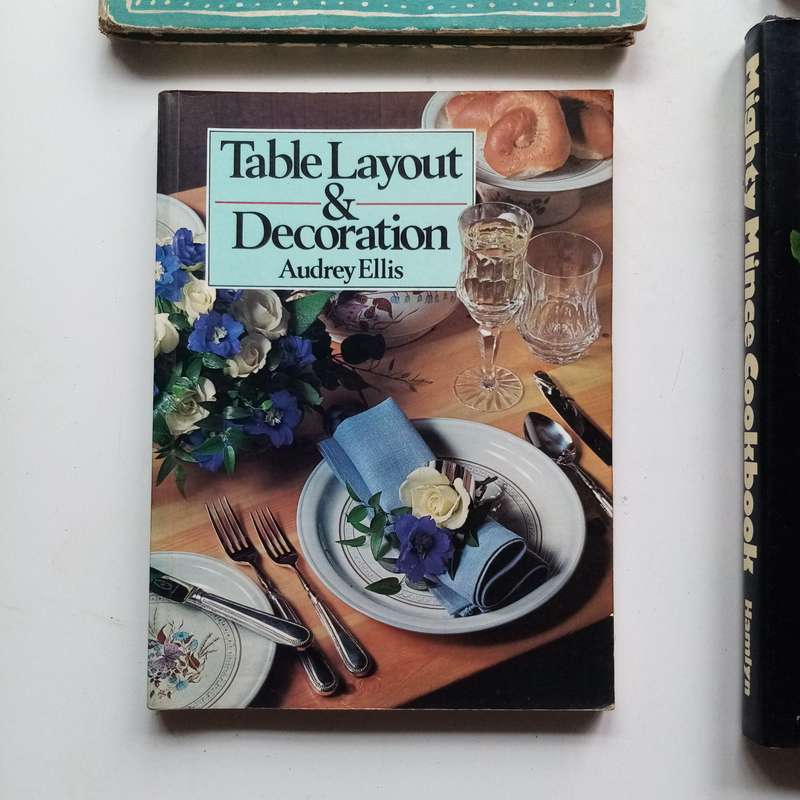 Table Layout
&
Decoration
Audrey Ellis
Mighty Mince Cookbook Hamlyn